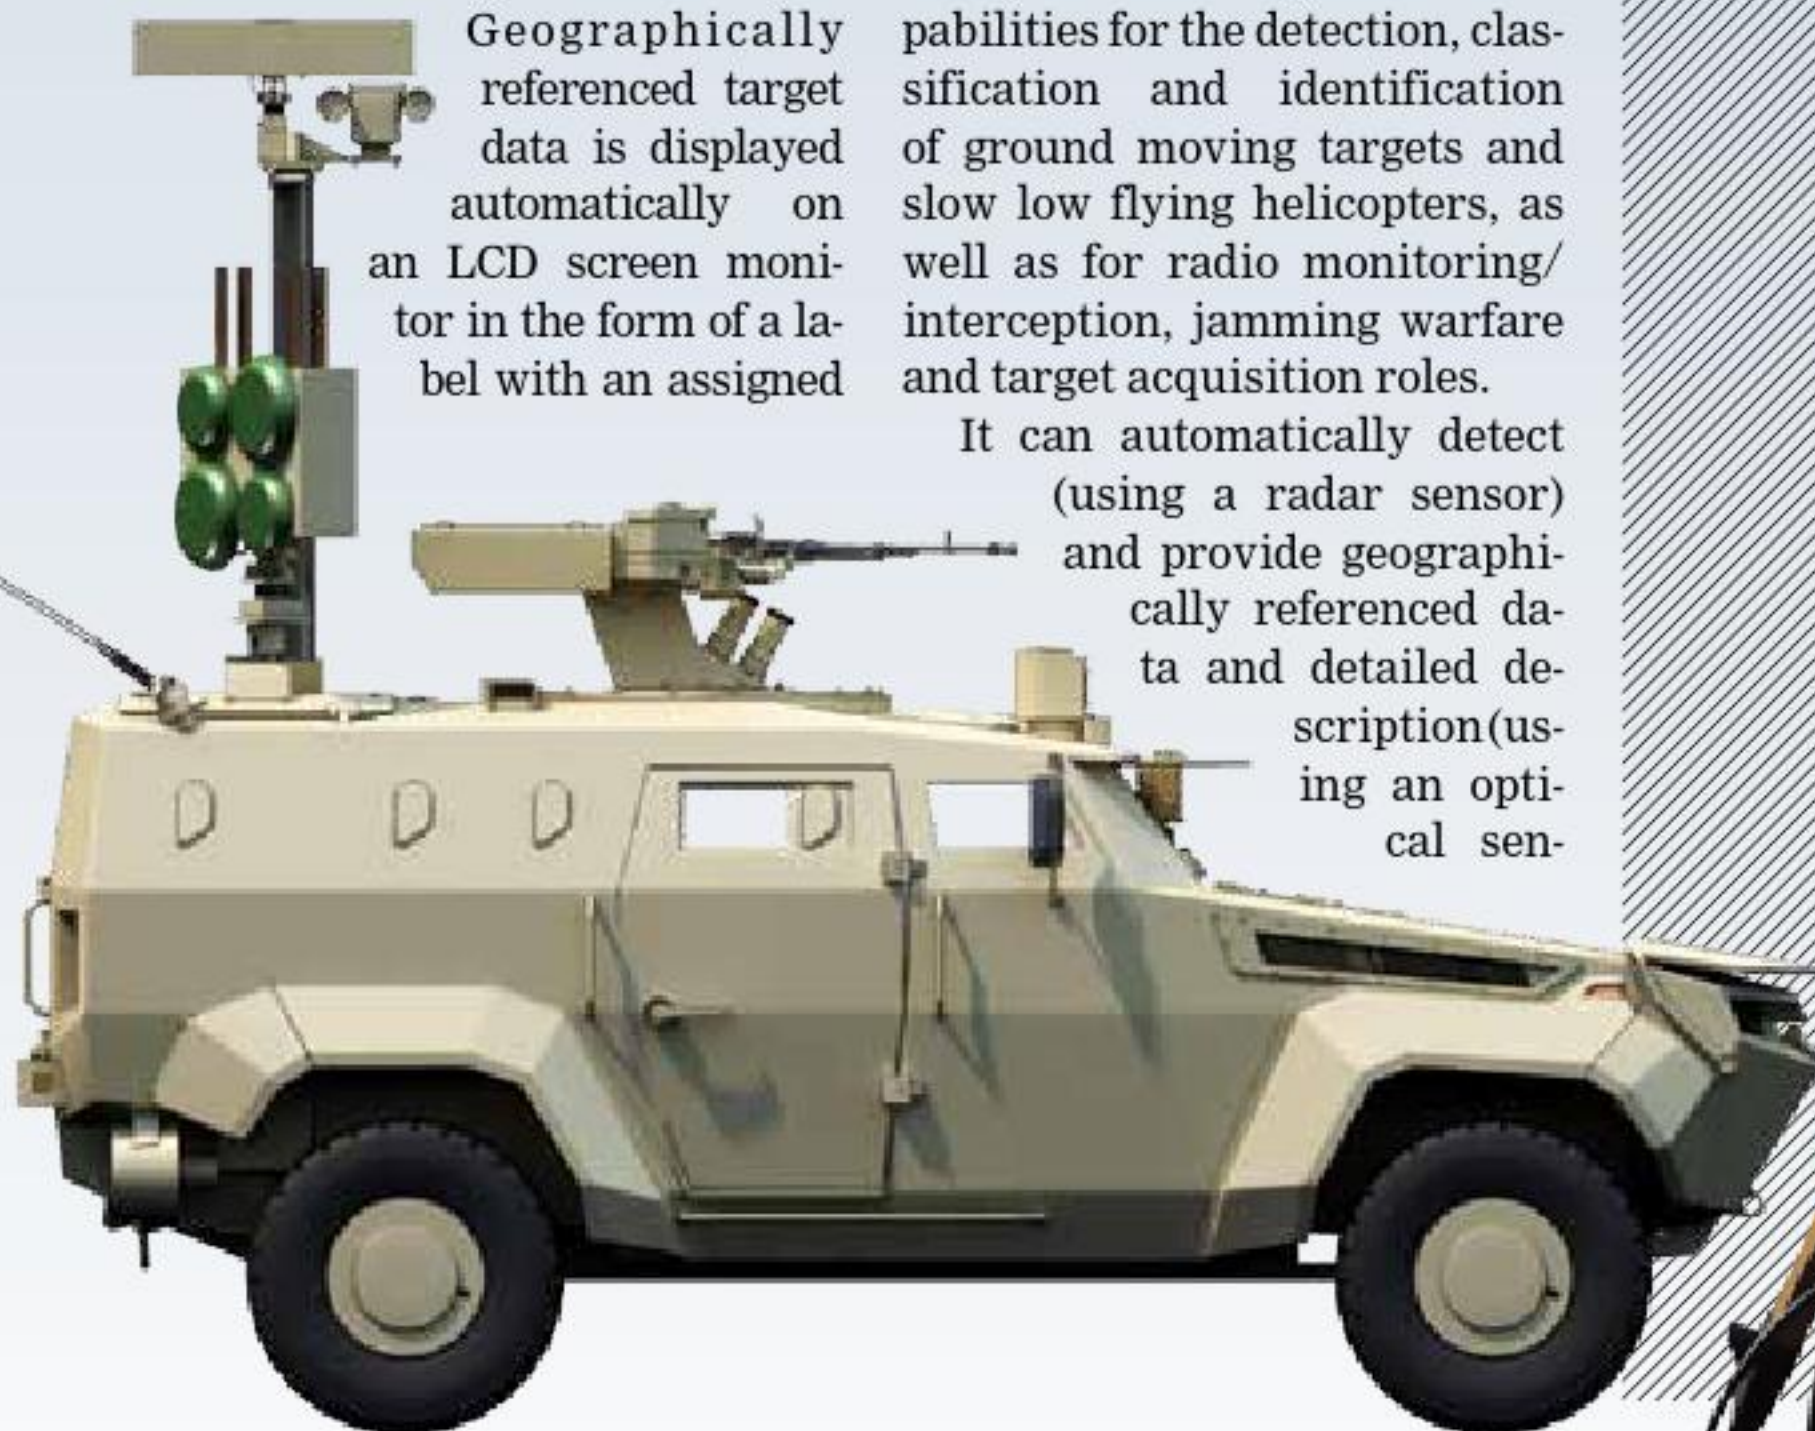 Geographically
referenced target
data is displayed
automatically on
an LCD screen moni-
tor in the form of a la-
bel with an assigned
pabilities for the detection, clas-
sification and identification
of ground moving targets and
slow low flying helicopters, as
well as for radio monitoring/
interception, jamming warfare
and target acquisition roles.
It can automatically detect
(using a radar sensor)
and provide geographi-
cally referenced da-
ta and detailed de-
scription(us-
ing an opti-
cal sen-